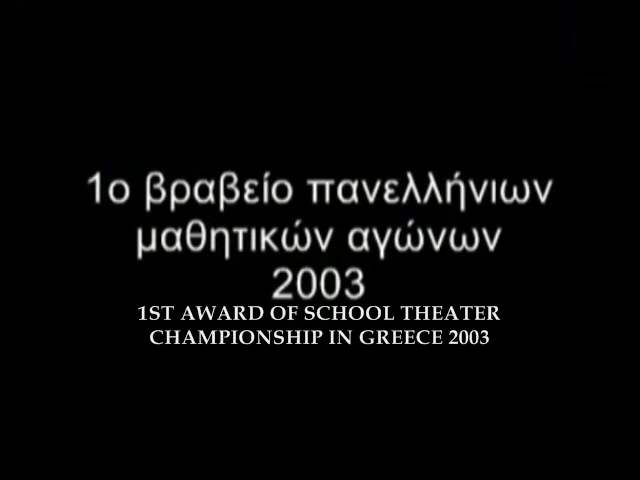 1ο βραβείο πανελλήνιων
μαθητικών αγώνων
2003
1ST AWARD OF SCHOOL THEATER
CHAMPIONSHIP IN GREECE 2003